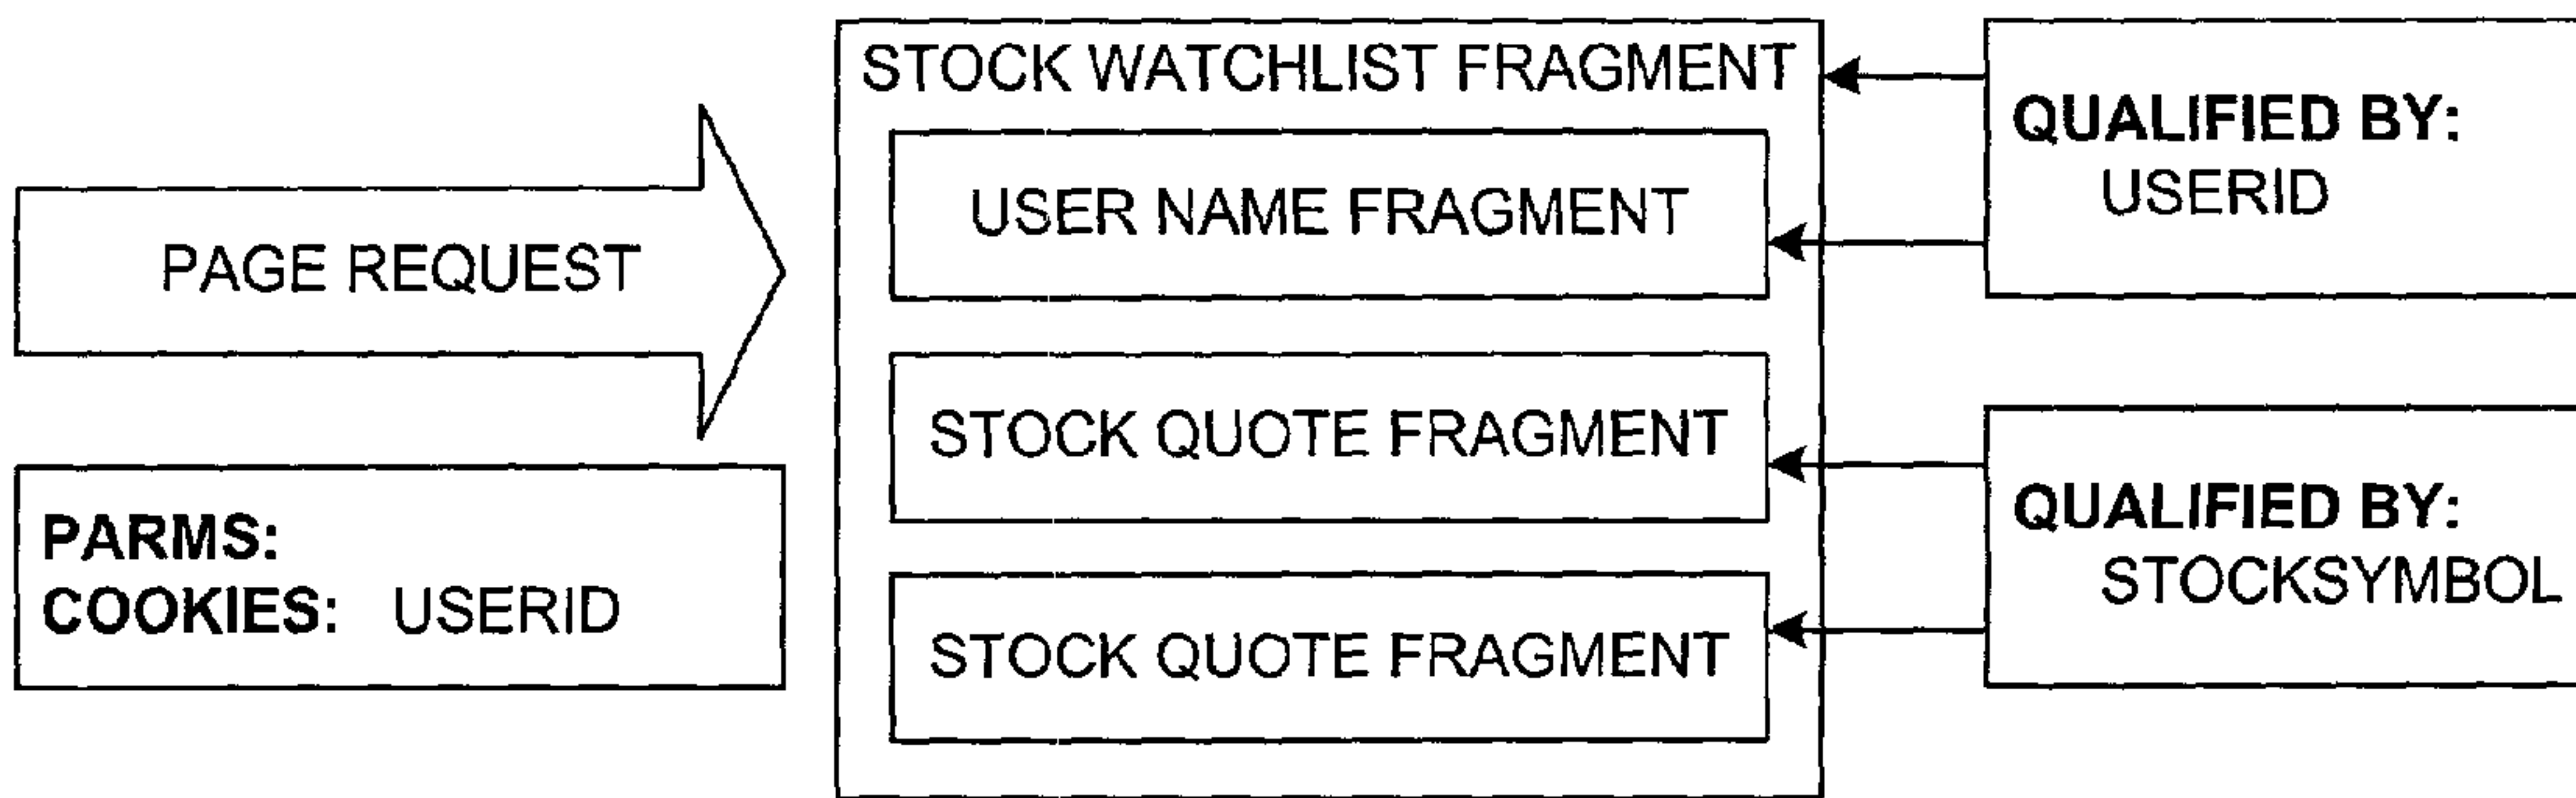 PAGE REQUEST
PARMS:
COOKIES: USERID
STOCK WATCHLIST FRAGMENT
USER NAME FRAGMENT
STOCK QUOTE FRAGMENT
STOCK QUOTE FRAGMENT
QUALIFIED BY:
USERID
QUALIFIED BY:
STOCKSYMBOL